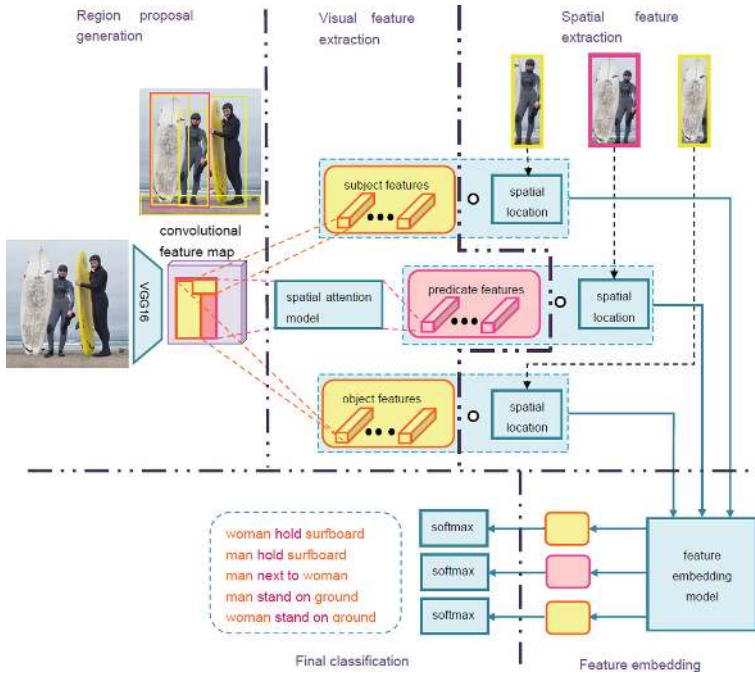 Region proposal
generation
Visual feature
extraction
Spatial feature
extraction
convolutional
feature map
VGG16
subject features
spatial
location
spatial attention
model
predicate features
spatial
location
object features
spatial
location
woman hold surfboard
man hold surfboard
man next to woman
man stand on ground
woman stand on ground
softmax
softmax
softmax
feature
embedding
model
Final classification
Feature embedding